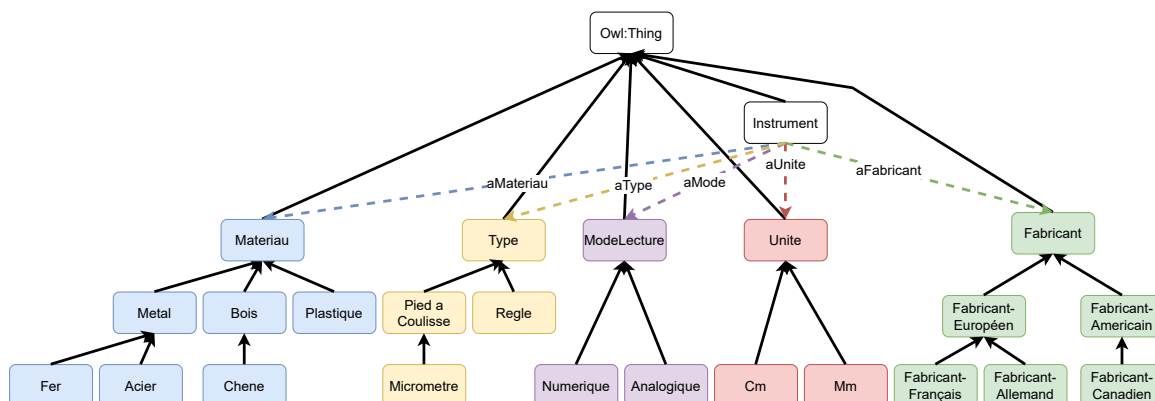 Owl:Thing
Instrument
aMateriau
aType
aMode
aUnite
aFabricant
Materiau
Type
ModeLecture
Unite
Fabricant
Metal
Bois
Plastique
Pied a
Coulisse
Regle
Fabricant-
Européen
Fabricant-
Americain
Fer
Acier
Chene
Micrometre
Numerique
Analogique
Cm
Mm
Fabricant-
Français
Fabricant-
Allemand
Fabricant-
Canadien